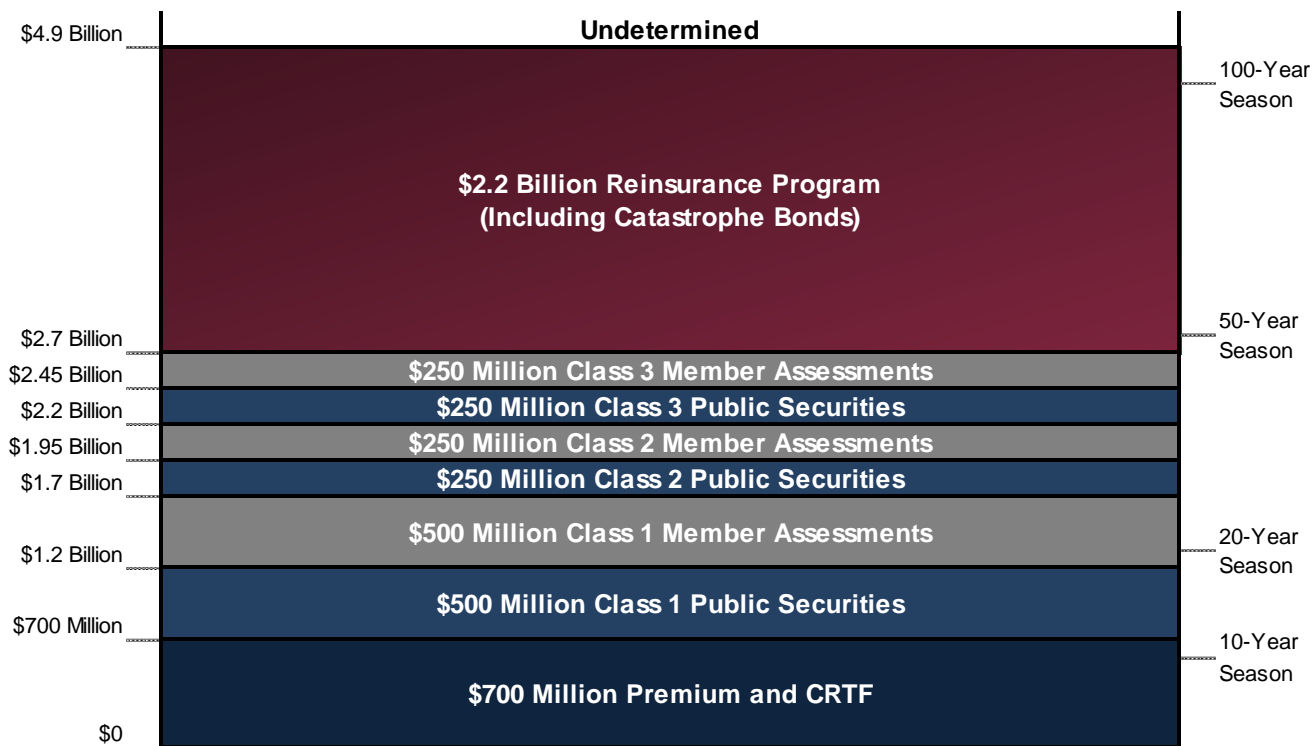 Undetermined
$4.9 Billion
100-Year
Season
$2.2 Billion Reinsurance Program
(Including Catastrophe Bonds)
50-Year
Season
$2.7 Billion
$250 Million Class 3 Member Assessments
$2.45 Billion
$250 Million Class 3 Public Securities
$2.2 Billion
$250 Million Class 2 Member Assessments
$1.95 Billion
$250 Million Class 2 Public Securities
$1.7 Billion
$500 Million Class 1 Member Assessments
20-Year
Season
$1.2 Billion
$500 Million Class 1 Public Securities
$700 Million
10-Year
Season
$700 Million Premium and CRTF
$0